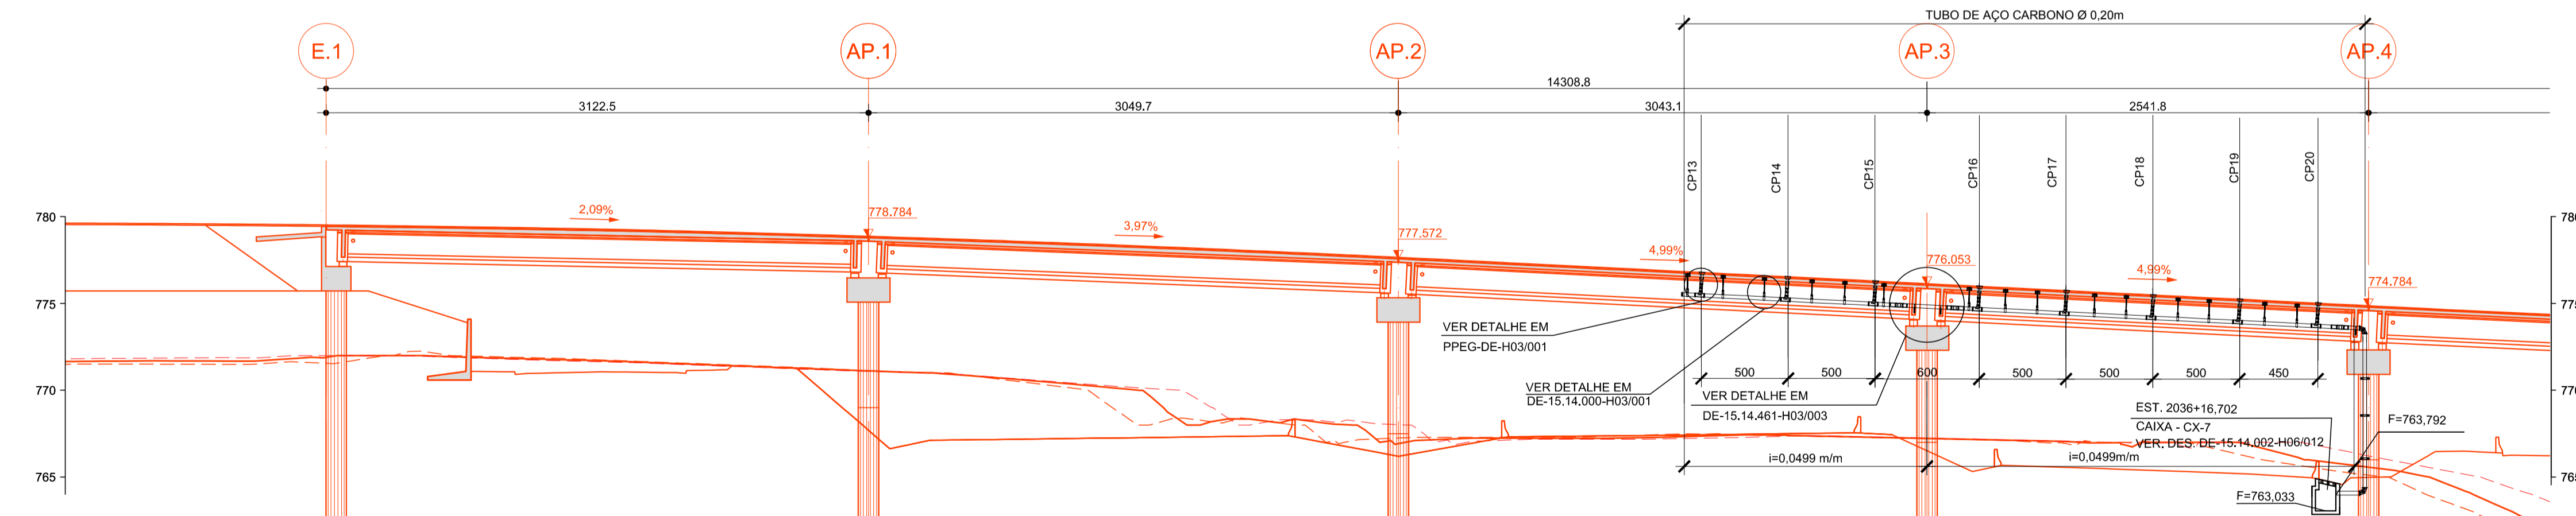 TUBO DE AÇO CARBONO Ø 0,20m
E.1
AP.1
AP.2
AP.3
AP.4
14308.8
3122.5
3049.7
3043.1
2541.8
CP13
CP14
CP15
CP16
CP17
CP18
CP19
CP20
780
775
770
765
2,09%
778.784
3,97%
777.572
4,99%
776,053
4,99%
774.784
780
775
770
765
VER DETALHE EM
PPEG-DE-H03/001
VER DETALHE EM
DE-15.14.000-H03/001
VER DETALHE EM
DE-15.14.461-H03/003
500
500
600
500
500
500
450
EST. 2036+16,702
CAIXA - CX-7
VER. DES. DE-15.14.002-H06/012
F=763,792
i=0,0499 m/m
i=0,0499m/m
F=763,033